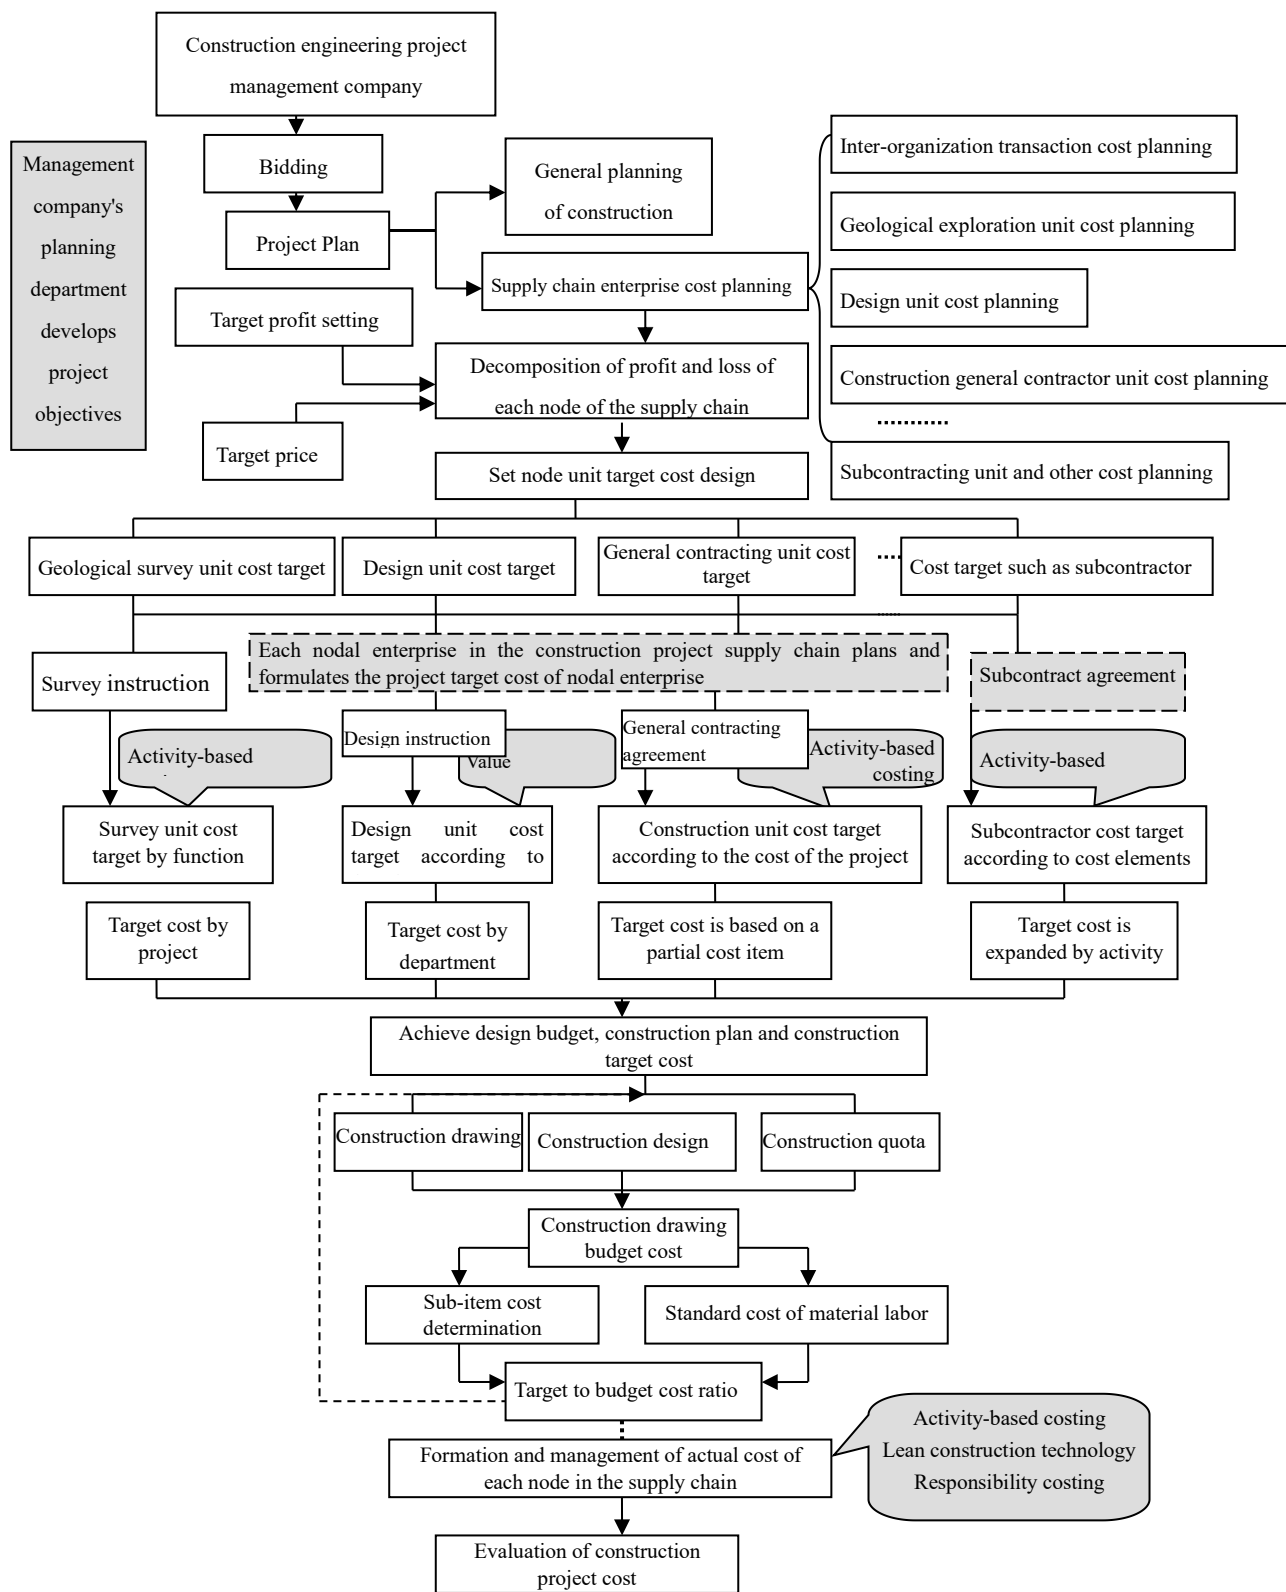 Construction engineering project
management company
Management
company's
planning
department
develops
project
objectives
Bidding
Project Plan
General planning
of construction
Supply chain enterprise cost planning
Inter-organization transaction cost planning
Geological exploration unit cost planning
Design unit cost planning
Construction general contractor unit cost planning
Subcontracting unit and other cost planning
Target profit setting
Decomposition of profit and loss of
each node of the supply chain
Target price
Set node unit target cost design
Geological survey unit cost target
Design unit cost target
General contracting unit cost
target
Cost target such as subcontractor
Each nodal enterprise in the construction project supply chain plans and
formulates the project target cost of nodal enterprise
Survey instruction
Subcontract agreement
Design instruction
General contracting
agreement
Activity-based
Value
Activity-based
costing
Activity-based
Survey unit cost
target by function
Design unit cost
target according to
Construction unit cost target
according to the cost of the project
Subcontractor cost target
according to cost elements
Target cost by
project
Target cost by
department
Target cost is based on a
partial cost item
Target cost is
expanded by activity
Achieve design budget, construction plan and construction
target cost
Construction drawing
Construction design
Construction quota
Construction drawing
budget cost
Sub-item cost
determination
Standard cost of material labor
Target to budget cost ratio
Formation and management of actual cost of
each node in the supply chain
Activity-based costing
Lean construction technology
Responsibility costing
Evaluation of construction
project cost